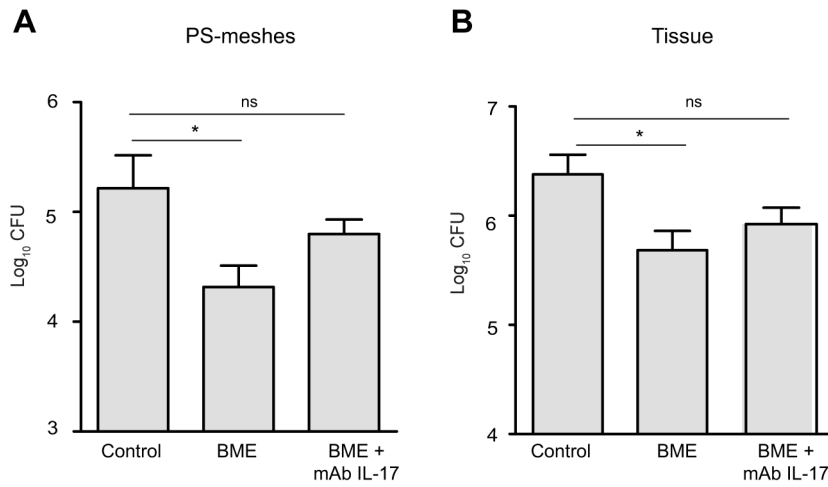 A
PS-meshes
6
5
4
3
Log10 CFU
ns
*
Control
BME
BME +
mAb IL-17
B
Tissue
7
6
5
4
Log10 CFU
ns
*
Control
BME
BME +
mAb IL-17